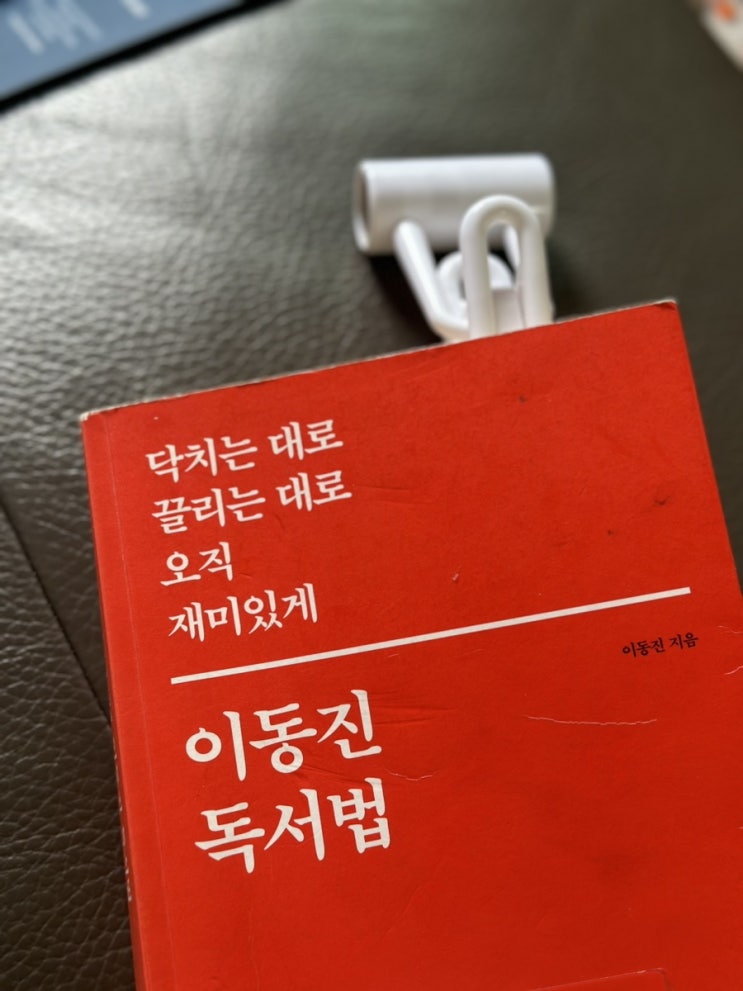 닥치는 대로
끌리는 대로
오직
재미있게
이동진 지음
이동진
독서법